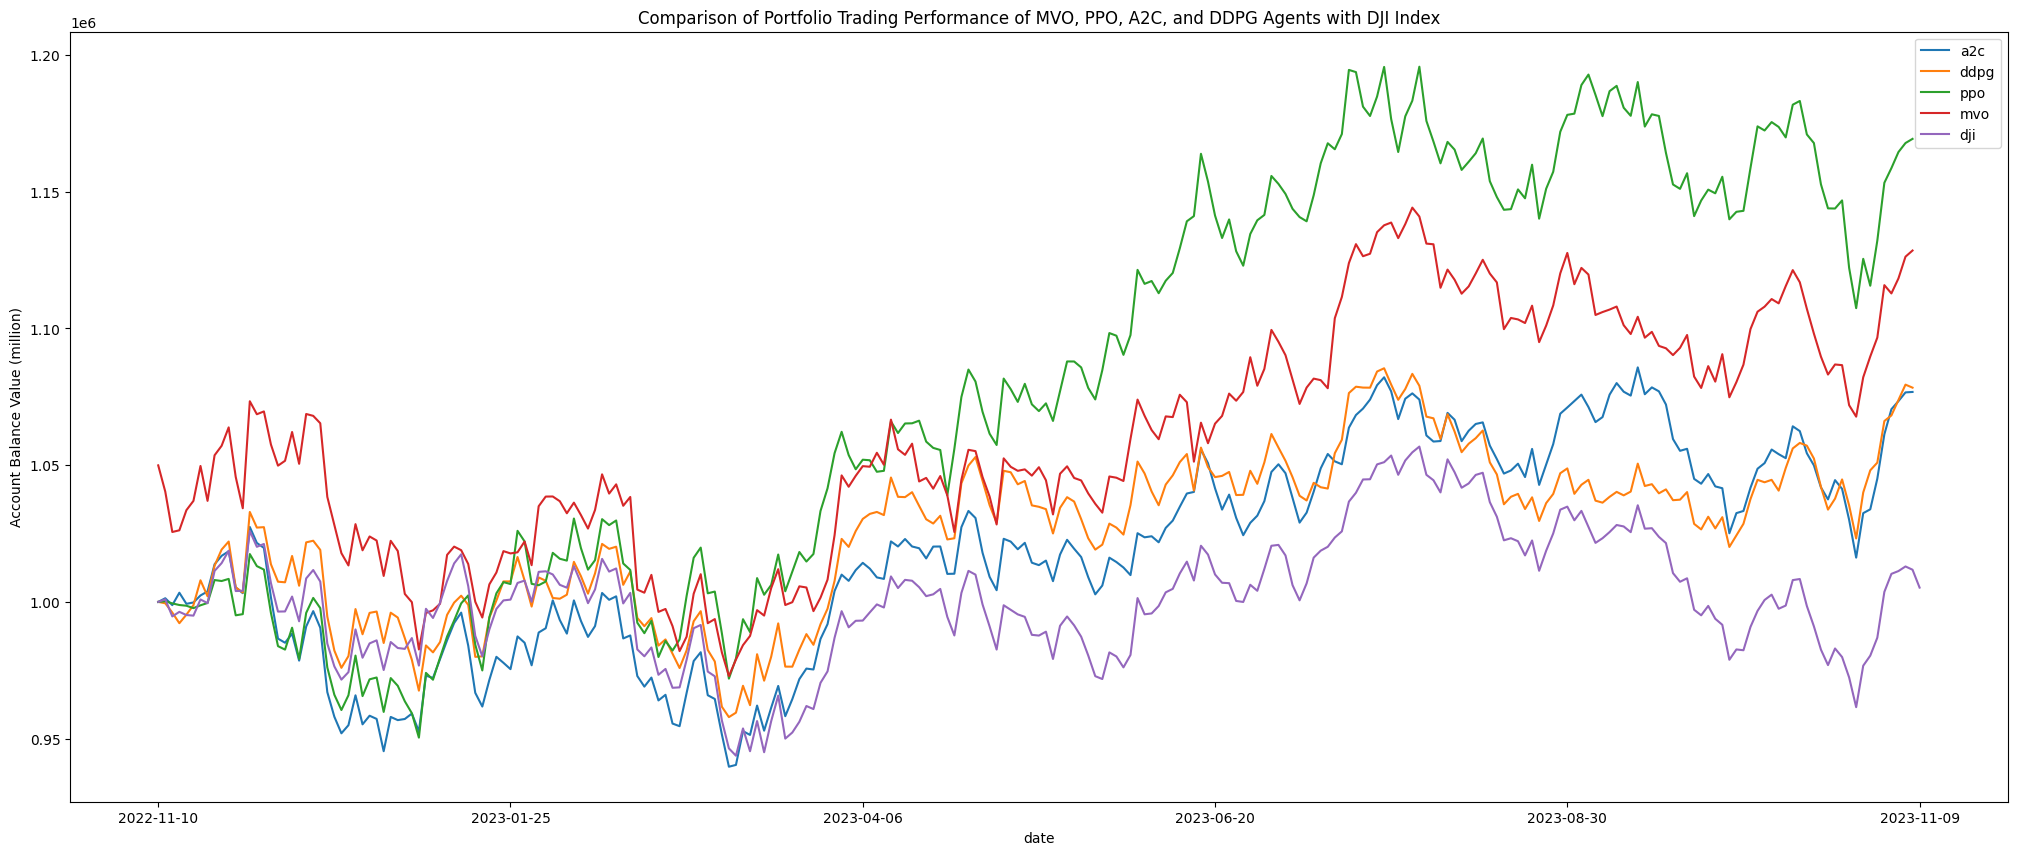 Comparison of Portfolio Trading Performance of MVO, PPO, A2C, and DDPG Agents with DJI Index
1e6
1.20
1.15
1.10
1.05
1.00
0.95
Account Balance Value (million)
a2c
ddpg
ppo
mvo
dji
2022-11-10
2023-01-25
2023-04-06
2023-06-20
2023-08-30
2023-11-09
date